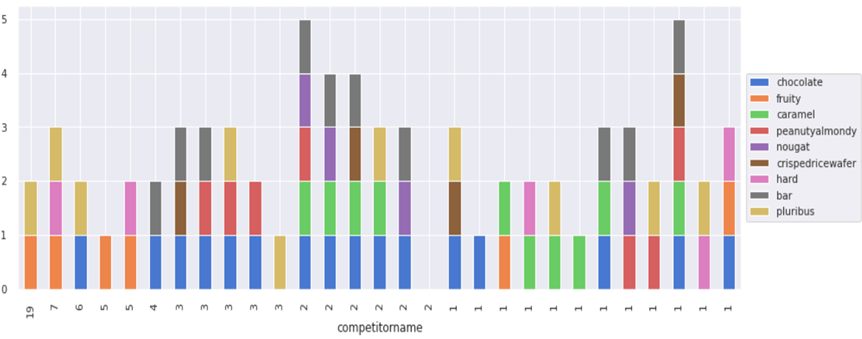 5
4
3
2
1
0
19 7 6 5 5 4 3 3 3 3 3 2 2 2 2 2 2 1 1 1 1 1 1 1 1 1 1 1 1
competitorname
chocolate
fruity
caramel
peanutyalmondy
nougat
crispedricewafer
hard
bar
pluribus